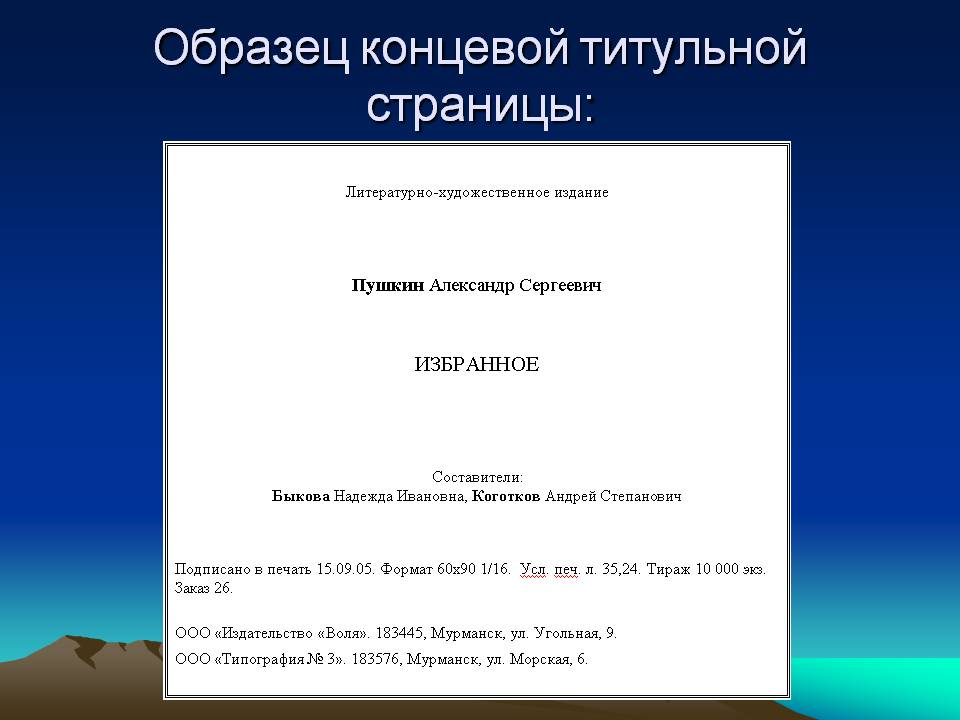 Образец концевой титульной
страницы:
Литературно-художественное издание
Пушкин Александр Сергеевич
ИЗБРАННОЕ
Составители:
Быкова Надежда Ивановна, Коготков Андрей Степанович
Подписано в печать 15.09.05. Формат 60х90 1/16. Усл. печ. л. 35,24. Тираж 10 000 экз.
Заказ 26.
ООО «Издательство «Воля». 183445, Мурманск, ул. Угольная, 9.
ООО «Типография № 3». 183576, Мурманск, ул. Морская, 6.